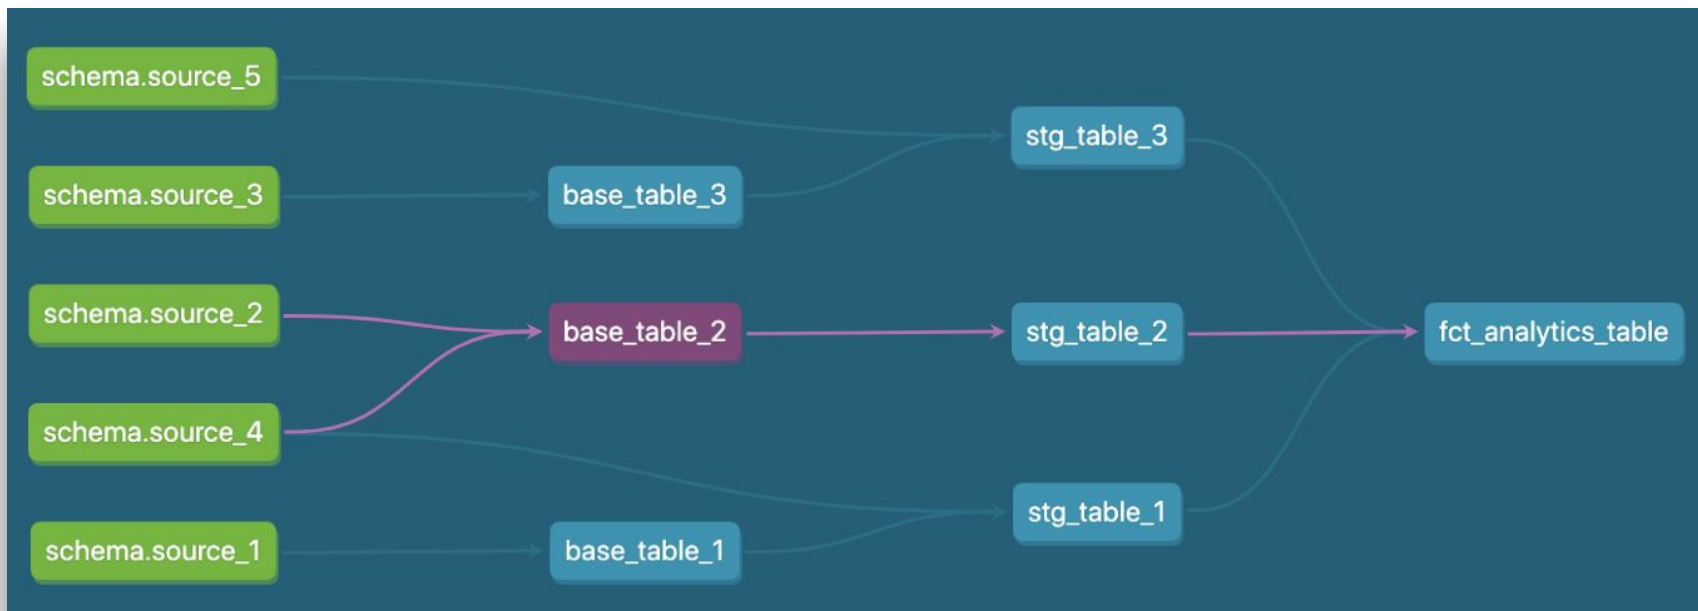 schema.source_5
schema.source_3
schema.source_2
schema.source_4
schema.source_1
base_table_3
base_table_2
base_table_1
stg_table_3
stg_table_2
stg_table_1
fct_analytics_table